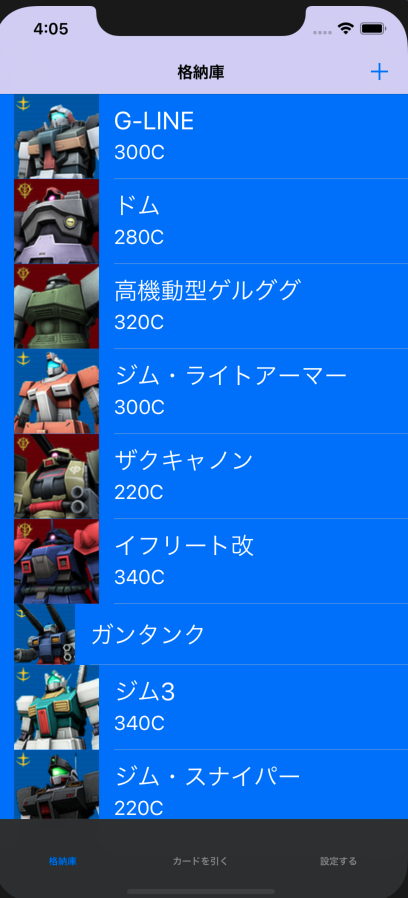 4:05
格納庫
G-LINE
300C
ドム
280C
高機動型ゲルググ
320C
ジム・ライトアーマー
300C
ザクキャノン
220C
イフリート改
340C
ガンタンク
ジム3
340C
ジム・スナイパー
220C
格納庫
カードを引く
設定する